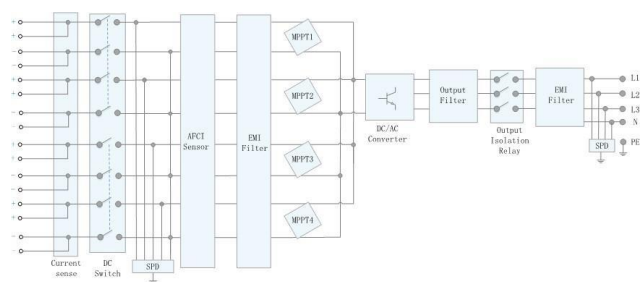 +
+
-
-
+
+
-
-
+
+
-
-
+
+
-
-
Current
sense
DC
Switch
SPD
AFCI
Sensor
EMI
Filter
MPPT1
MPPT2
MPPT3
MPPT4
DC/AC
Converter
Output
Filter
Output
Isolation
Relay
EMI
Filter
SPD
L1
L2
L3
N
PE